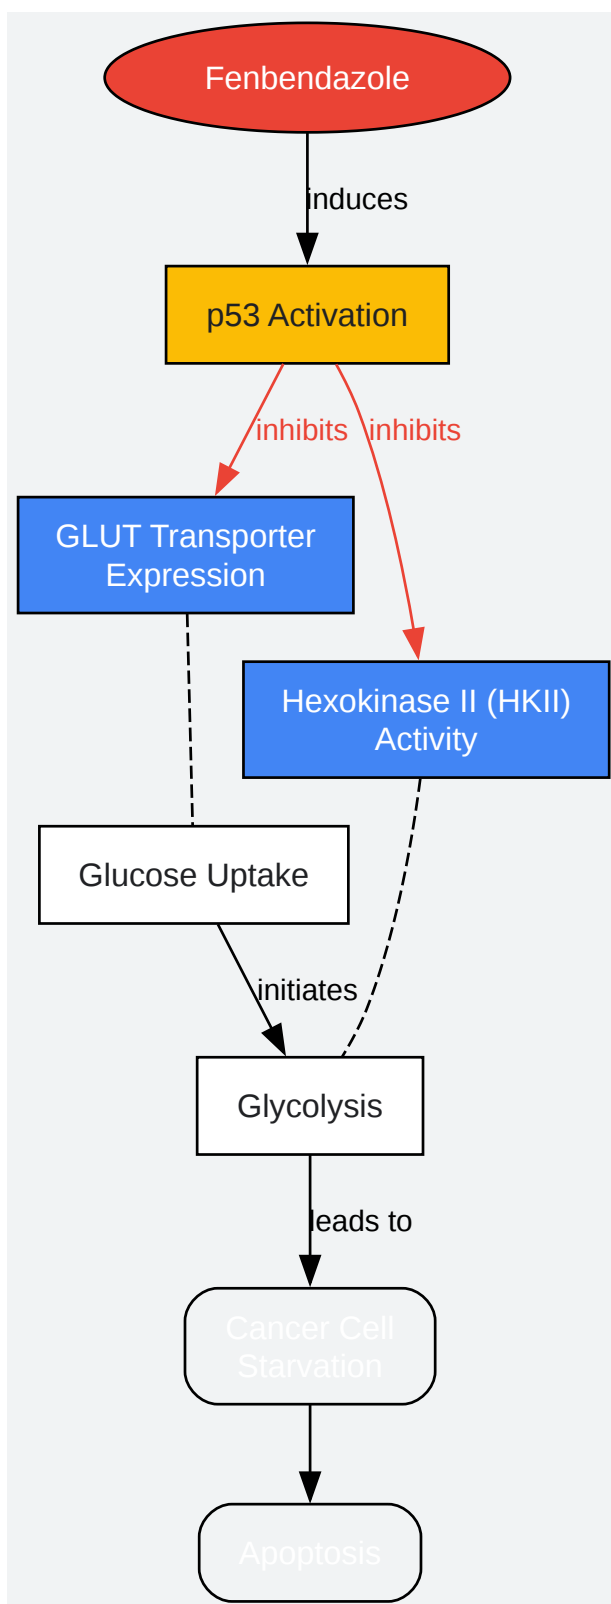 Fenbendazole
induces
p53 Activation
inhibits
inhibits
GLUT Transporter
Expression
Hexokinase II (HKII)
Activity
Glucose Uptake
initiates
Glycolysis
leads to
Cancer Cell
Starvation
Apoptosis